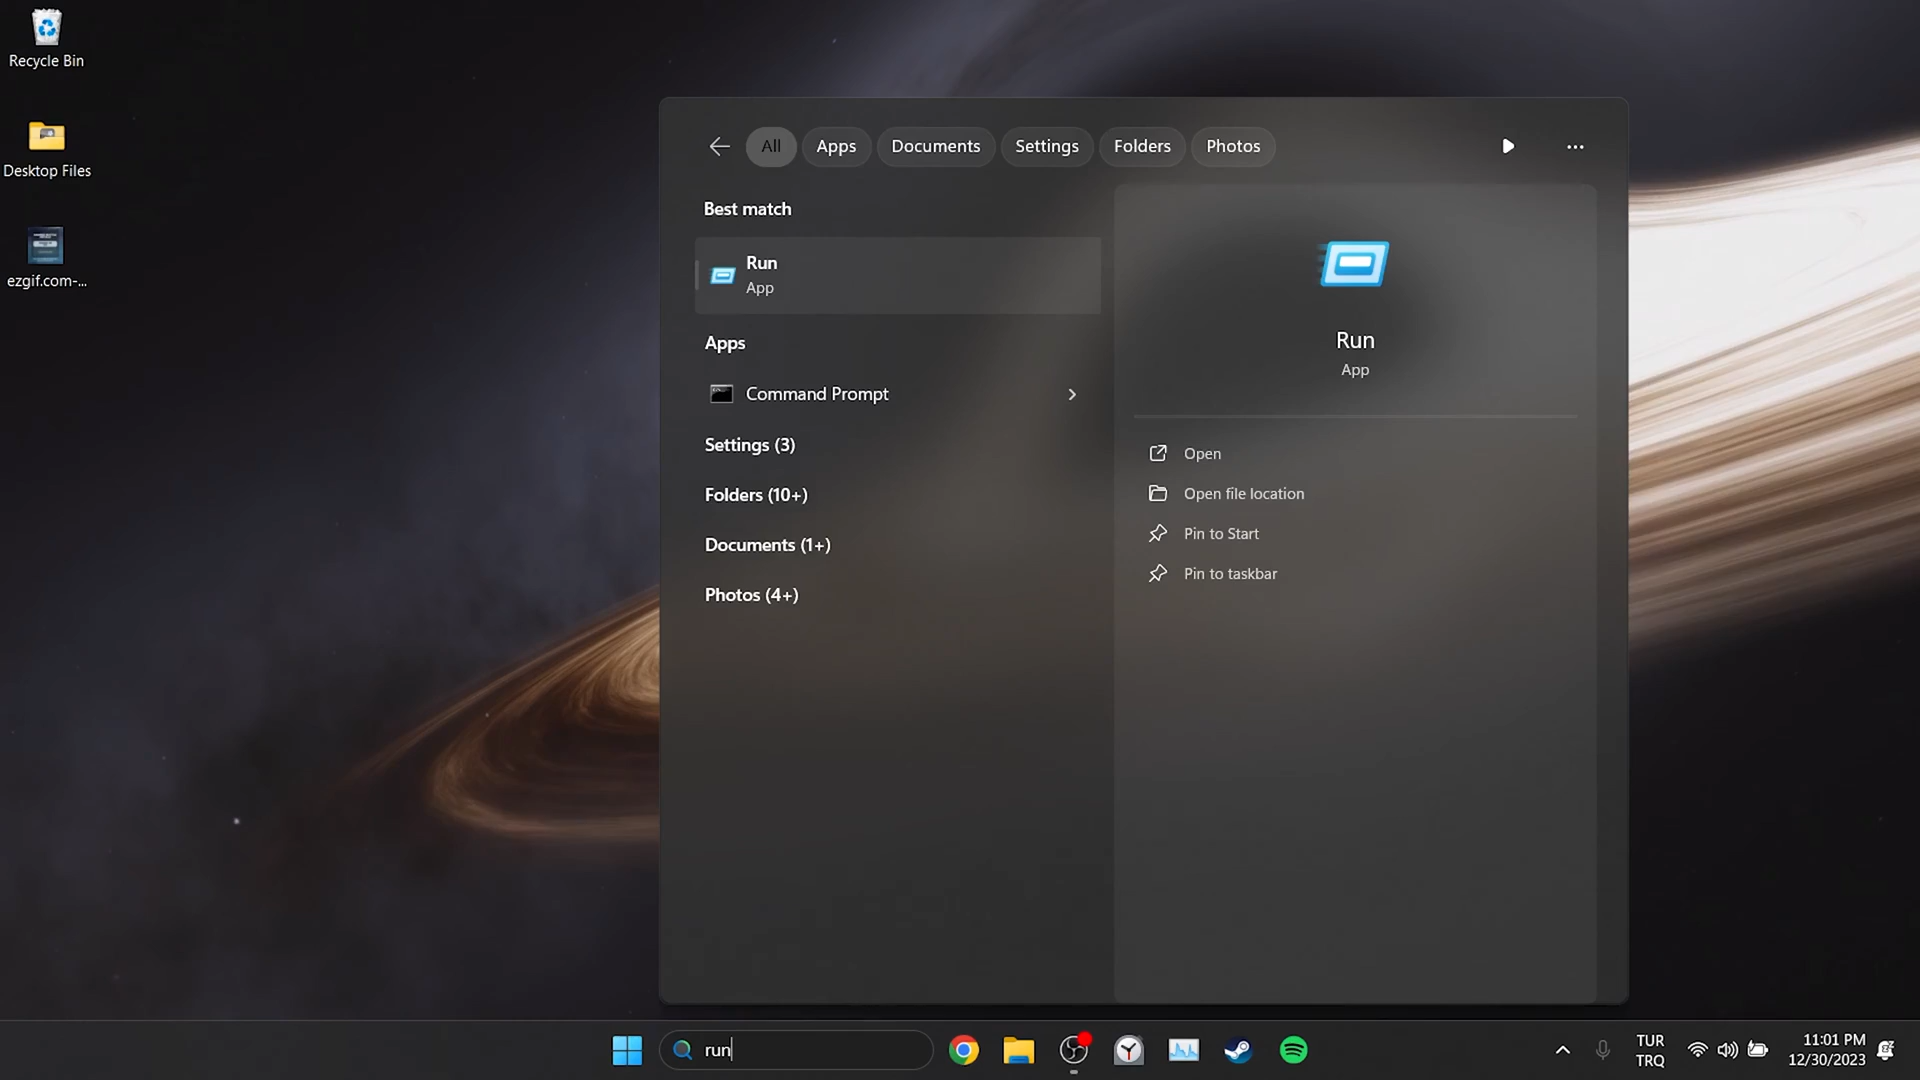 Recycle Bin
Desktop Files
ezgif.com-...
All
Apps
Documents
Settings
Folders
Photos
Best match
Run
App
Apps
Command Prompt
Settings (3)
Folders (10+)
Documents (1+)
Photos (4+)
Run
App
Open
Open file location
Pin to Start
Pin to taskbar
run
TUR
TRQ
11:01 PM
12/30/2023